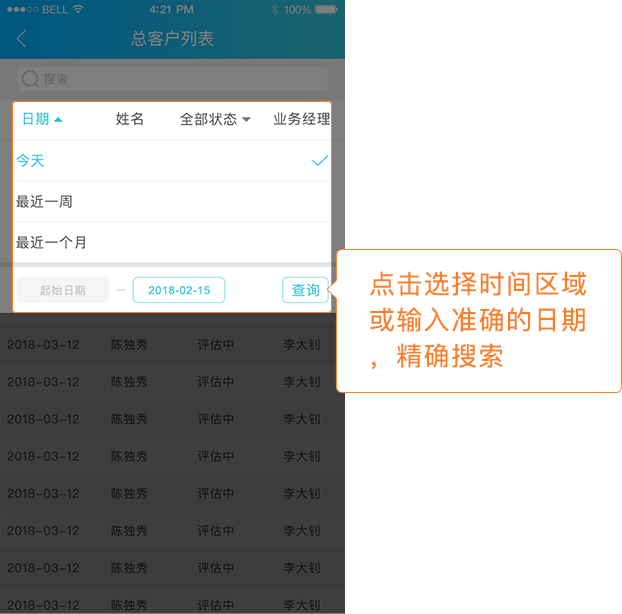 BELL 4:21 PM 100%
总客户列表
搜索
日期 姓名 全部状态 业务经理
今天
最近一周
最近一个月
起始日期 — 2018-02-15 查询
点击选择时间区域
或输入准确的日期
，精确搜索
2018-03-12 陈独秀 评估中 李大钊
2018-03-12 陈独秀 评估中 李大钊
2018-03-12 陈独秀 评估中 李大钊
2018-03-12 陈独秀 评估中 李大钊
2018-03-12 陈独秀 评估中 李大钊
2018-03-12 陈独秀 评估中 李大钊
2018-03-12 陈独秀 评估中 李大钊
2018-03-12 陈独秀 评估中 李大钊